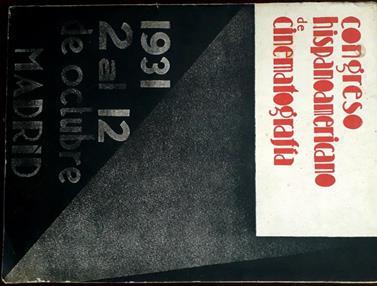 congreso
hispanoamericano
de
cinematografía
1931
2 al 12
de octubre
MADRID